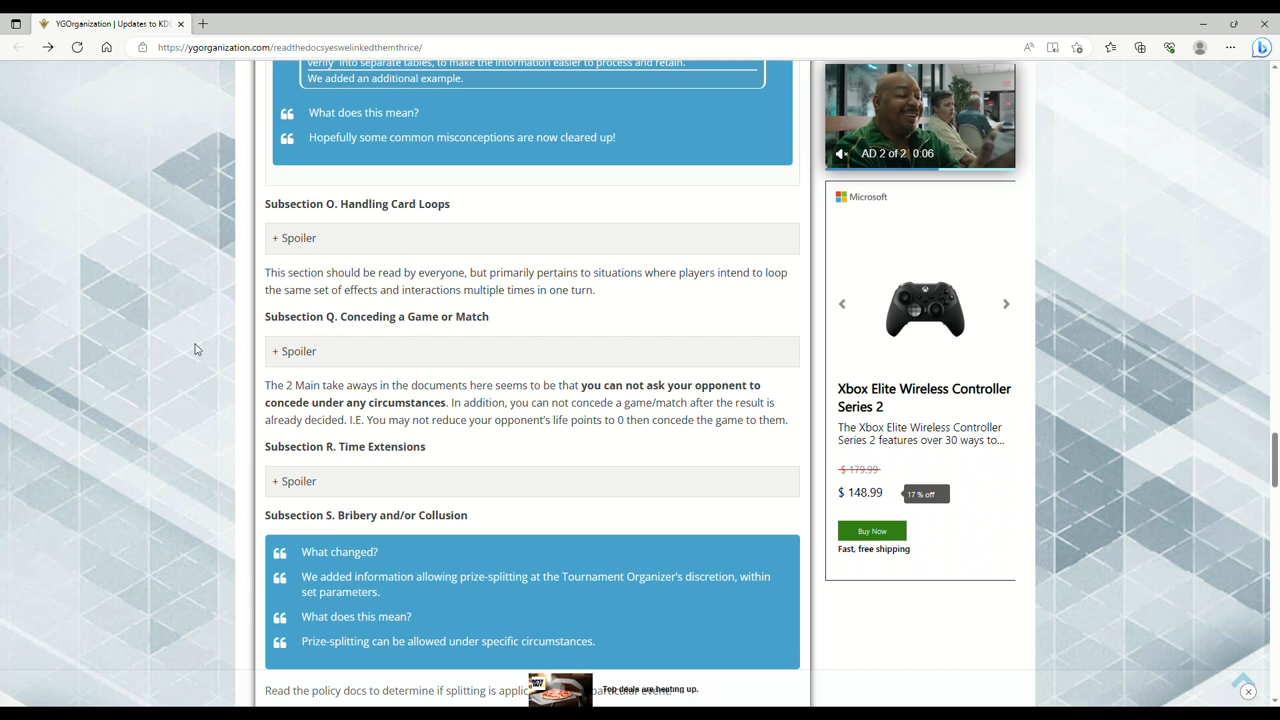 YGOrganization | Updates to KDE
https://ygorganization.com/readthedocsyeswelinkedthemthrice/
verify" into separate tables, to make the information easier to process and retain.
We added an additional example.
What does this mean?
Hopefully some common misconceptions are now cleared up!
Subsection O. Handling Card Loops
+ Spoiler
This section should be read by everyone, but primarily pertains to situations where players intend to loop
the same set of effects and interactions multiple times in one turn.
Subsection Q. Conceding a Game or Match
+ Spoiler
The 2 Main take aways in the documents here seems to be that you can not ask your opponent to
concede under any circumstances. In addition, you can not concede a game/match after the result is
already decided. I.E. You may not reduce your opponent's life points to 0 then concede the game to them.
Subsection R. Time Extensions
+ Spoiler
Subsection S. Bribery and/or Collusion
What changed?
We added information allowing prize-splitting at the Tournament Organizer's discretion, within
set parameters.
What does this mean?
Prize-splitting can be allowed under specific circumstances.
Read the policy docs to determine if splitting is applic
particular event.
Top deals are heating up.
AD 2 of 2 0:06
Microsoft
Xbox Elite Wireless Controller
Series 2
The Xbox Elite Wireless Controller
Series 2 features over 30 ways to...
$ 179.99
$ 148.99
17 % off
Buy Now
Fast, free shipping